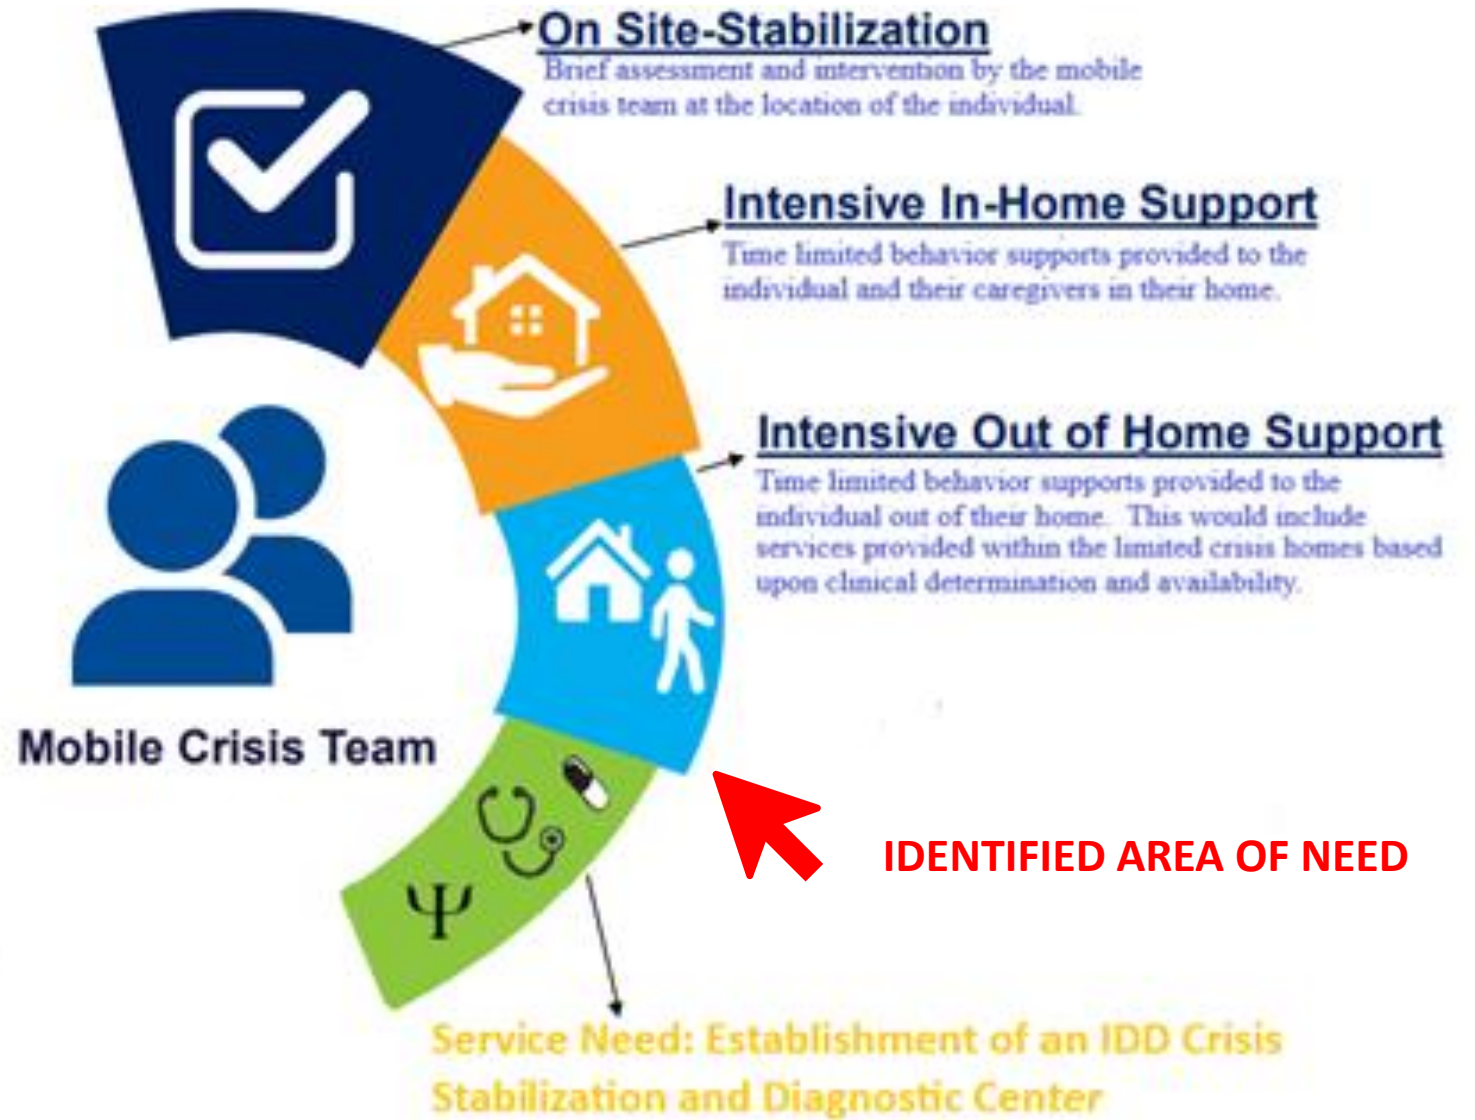 On Site-Stabilization
Brief assessment and intervention by the mobile
crisis team at the location of the individual.
Intensive In-Home Support
Time limited behavior supports provided to the
individual and their caregivers in their home.
Intensive Out of Home Support
Time limited behavior supports provided to the
individual out of their home. This would include
services provided within the limited crisis homes based
upon clinical determination and availability.
Mobile Crisis Team
IDENTIFIED AREA OF NEED
Ψ
Service Need: Establishment of an IDD Crisis
Stabilization and Diagnostic Center